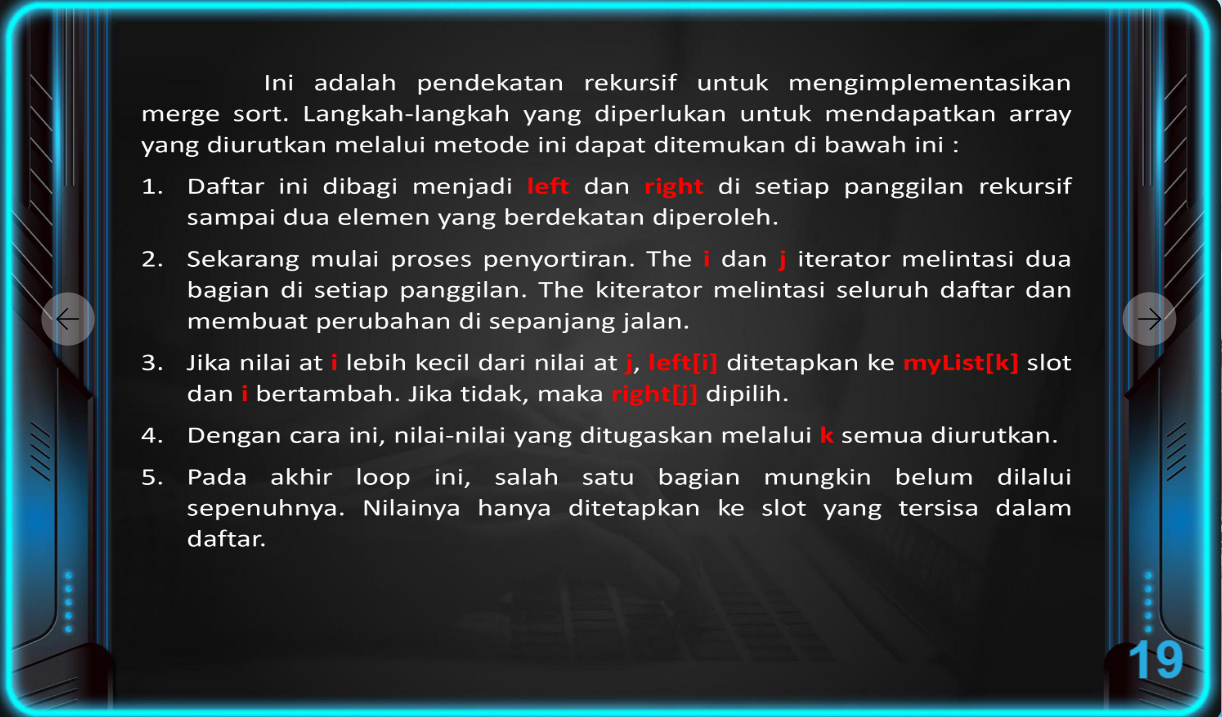 Ini adalah pendekatan rekursif untuk mengimplementasikan
merge sort. Langkah-langkah yang diperlukan untuk mendapatkan array
yang diurutkan melalui metode ini dapat ditemukan di bawah ini :
1. Daftar ini dibagi menjadi left dan right di setiap panggilan rekursif
sampai dua elemen yang berdekatan diperoleh.
2. Sekarang mulai proses penyortiran. The i dan j iterator melintasi dua
bagian di setiap panggilan. The kiterator melintasi seluruh daftar dan
membuat perubahan di sepanjang jalan.
3. Jika nilai at i lebih kecil dari nilai at j, left[i] ditetapkan ke myList[k] slot
dan i bertambah. Jika tidak, maka right[j] dipilih.
4. Dengan cara ini, nilai-nilai yang ditugaskan melalui k semua diurutkan.
5. Pada akhir loop ini, salah satu bagian mungkin belum dilalui
sepenuhnya. Nilainya hanya ditetapkan ke slot yang tersisa dalam
daftar.
19